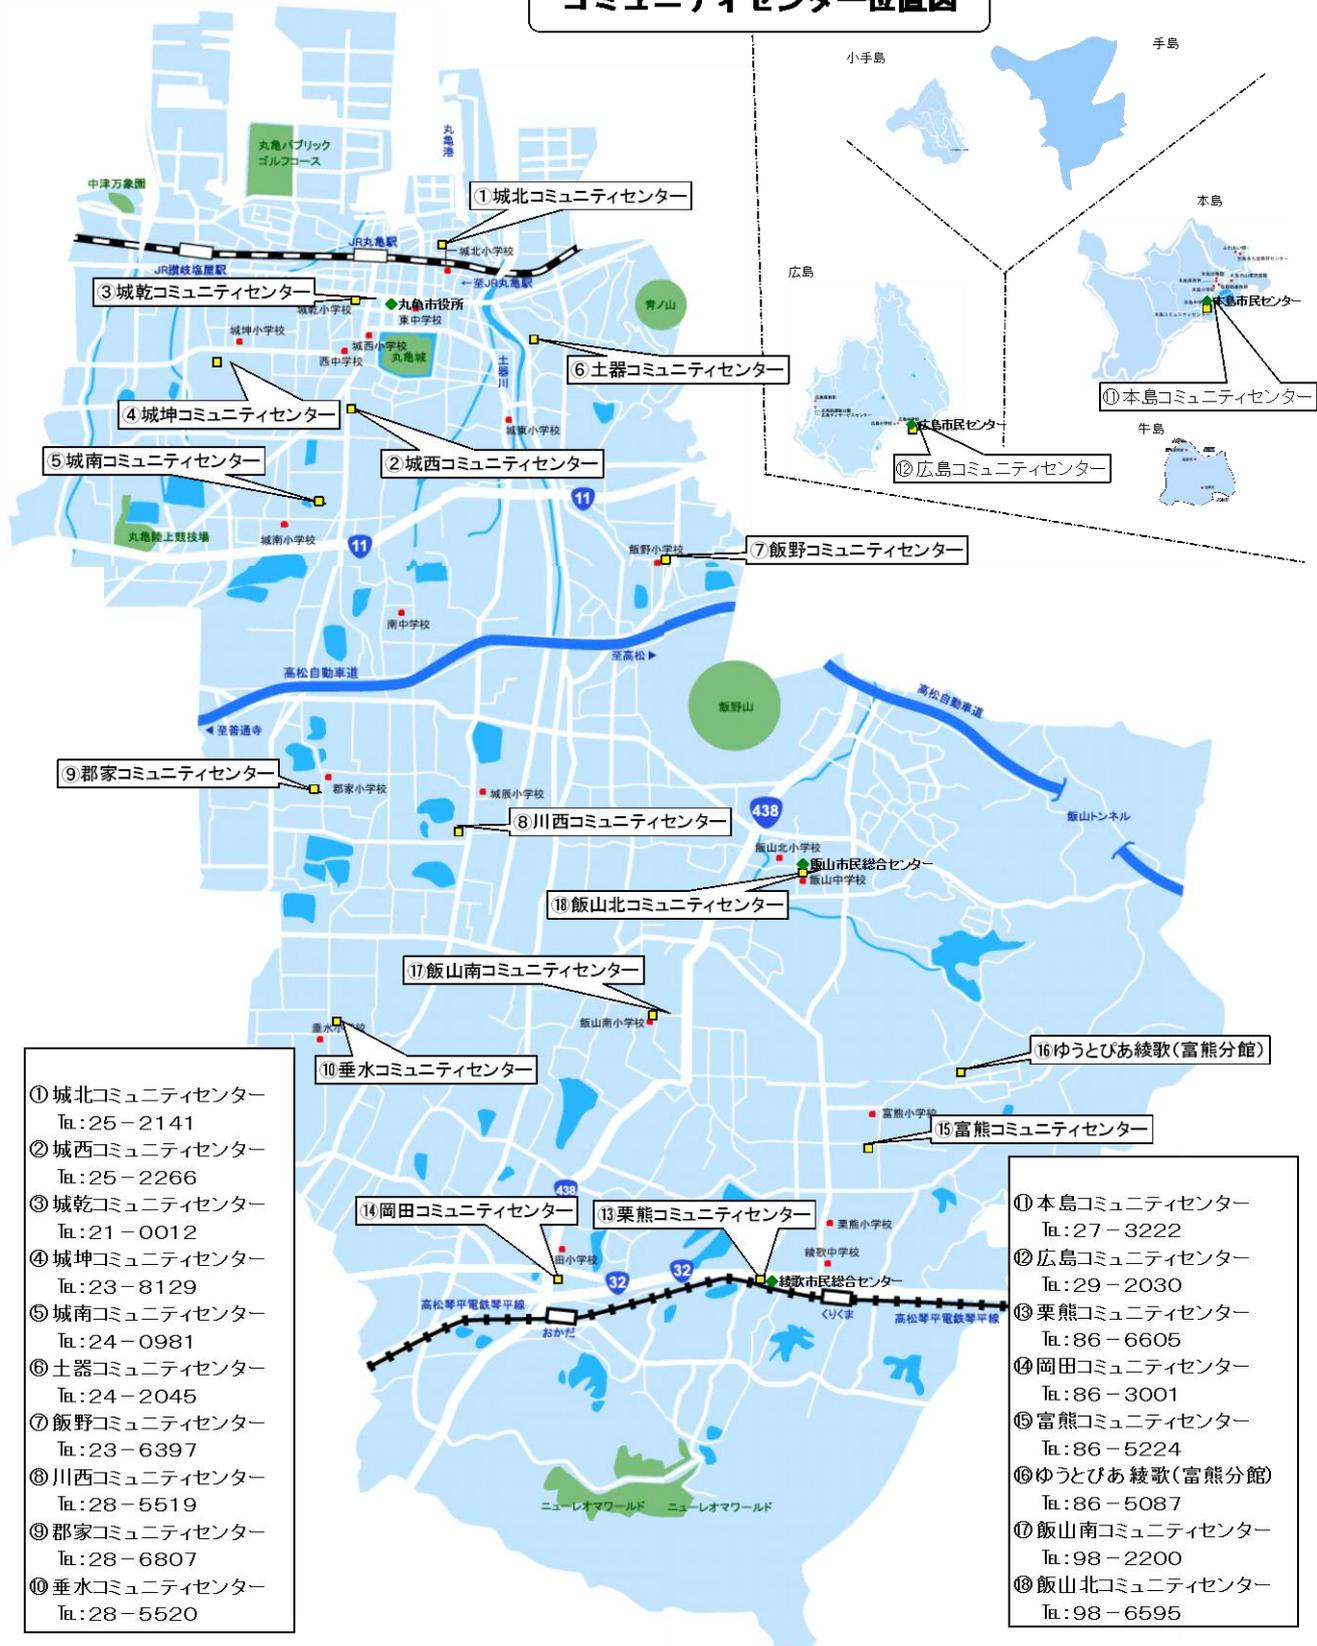 コミュニティセンター位置図
小手島
手島
丸亀港
丸亀パブリック
ゴルフコース
中津万象園
①城北コミュニティセンター
本島
城北小学校
JR丸亀駅
JR讃岐塩屋駅
←至JR丸亀駅
広島
③城乾コミュニティセンター
城乾小学校
丸亀市役所
東中学校
青ノ山
本島市民センター
城坤小学校
城西小学校
西中学校
丸亀城
土器川
⑥土器コミュニティセンター
⑪本島コミュニティセンター
④城坤コミュニティセンター
城東小学校
広島市民センター
牛島
⑤城南コミュニティセンター
②城西コミュニティセンター
⑫広島コミュニティセンター
11
丸亀陸上競技場
城南小学校
11
飯野小学校
⑦飯野コミュニティセンター
南中学校
至高松▶
高松自動車道
高松自動車道
飯野山
◀至善通寺
⑨郡家コミュニティセンター
郡家小学校
城辰小学校
⑧川西コミュニティセンター
438
飯山トンネル
飯山北小学校
飯山市民総合センター
飯山中学校
⑱飯山北コミュニティセンター
⑰飯山南コミュニティセンター
飯山南小学校
垂水小学校
⑩垂水コミュニティセンター
⑯ゆうとぴあ綾歌(富熊分館)
富熊小学校
⑮富熊コミュニティセンター
438
⑭岡田コミュニティセンター
⑬栗熊コミュニティセンター
栗熊小学校
田小学校
綾歌中学校
32
32
綾歌市民総合センター
高松琴平電鉄琴平線
おかだ
くりくま
高松琴平電鉄琴平線
ニューレオマワールド
ニューレオマワールド
①城北コミュニティセンター
℡:25-2141
②城西コミュニティセンター
℡:25-2266
③城乾コミュニティセンター
℡:21-0012
④城坤コミュニティセンター
℡:23-8129
⑤城南コミュニティセンター
℡:24-0981
⑥土器コミュニティセンター
℡:24-2045
⑦飯野コミュニティセンター
℡:23-6397
⑧川西コミュニティセンター
℡:28-5519
⑨郡家コミュニティセンター
℡:28-6807
⑩垂水コミュニティセンター
℡:28-5520
⑪本島コミュニティセンター
℡:27-3222
⑫広島コミュニティセンター
℡:29-2030
⑬栗熊コミュニティセンター
℡:86-6605
⑭岡田コミュニティセンター
℡:86-3001
⑮富熊コミュニティセンター
℡:86-5224
⑯ゆうとぴあ綾歌(富熊分館)
℡:86-5087
⑰飯山南コミュニティセンター
℡:98-2200
⑱飯山北コミュニティセンター
℡:98-6595